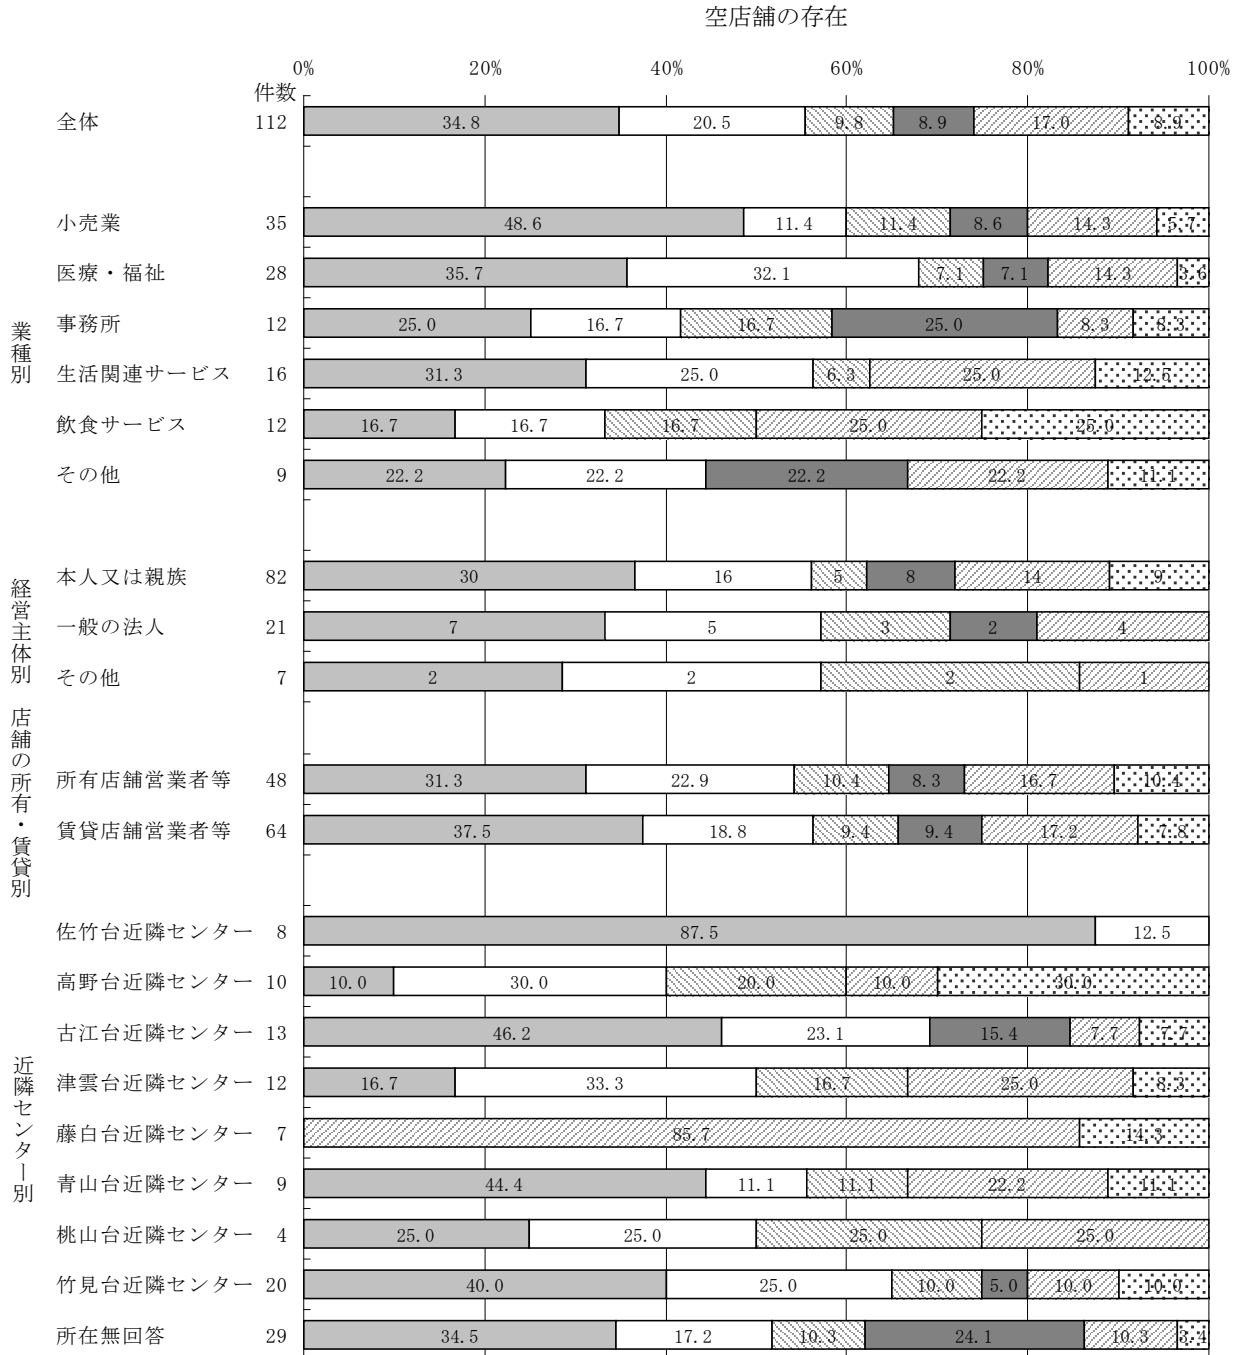 空店舗の存在
0% 20% 40% 60% 80% 100%
件数
全体 112 34.8 20.5 9.8 8.9 17.0 8.9
業種別
小売業 35 48.6 11.4 11.4 8.6 14.3 5.7
医療・福祉 28 35.7 32.1 7.1 7.1 14.3 3.6
事務所 12 25.0 16.7 16.7 25.0 8.3 8.3
生活関連サービス 16 31.3 25.0 6.3 25.0 12.5
飲食サービス 12 16.7 16.7 16.7 25.0 25.0
その他 9 22.2 22.2 22.2 22.2 11.1
経営主体別
本人又は親族 82 30 16 5 8 14 9
一般の法人 21 7 5 3 2 4
その他 7 2 2 2 1
店舗の所有・賃貸別
所有店舗営業者等 48 31.3 22.9 10.4 8.3 16.7 10.4
賃貸店舗営業者等 64 37.5 18.8 9.4 9.4 17.2 7.8
近隣センター別
佐竹台近隣センター 8 87.5 12.5
高野台近隣センター 10 10.0 30.0 20.0 10.0 30.0
古江台近隣センター 13 46.2 23.1 15.4 7.7 7.7
津雲台近隣センター 12 16.7 33.3 16.7 25.0 8.3
藤白台近隣センター 7 85.7 14.3
青山台近隣センター 9 44.4 11.1 11.1 22.2 11.1
桃山台近隣センター 4 25.0 25.0 25.0 25.0
竹見台近隣センター 20 40.0 25.0 10.0 5.0 10.0 10.0
所在無回答 29 34.5 17.2 10.3 24.1 10.3 3.4